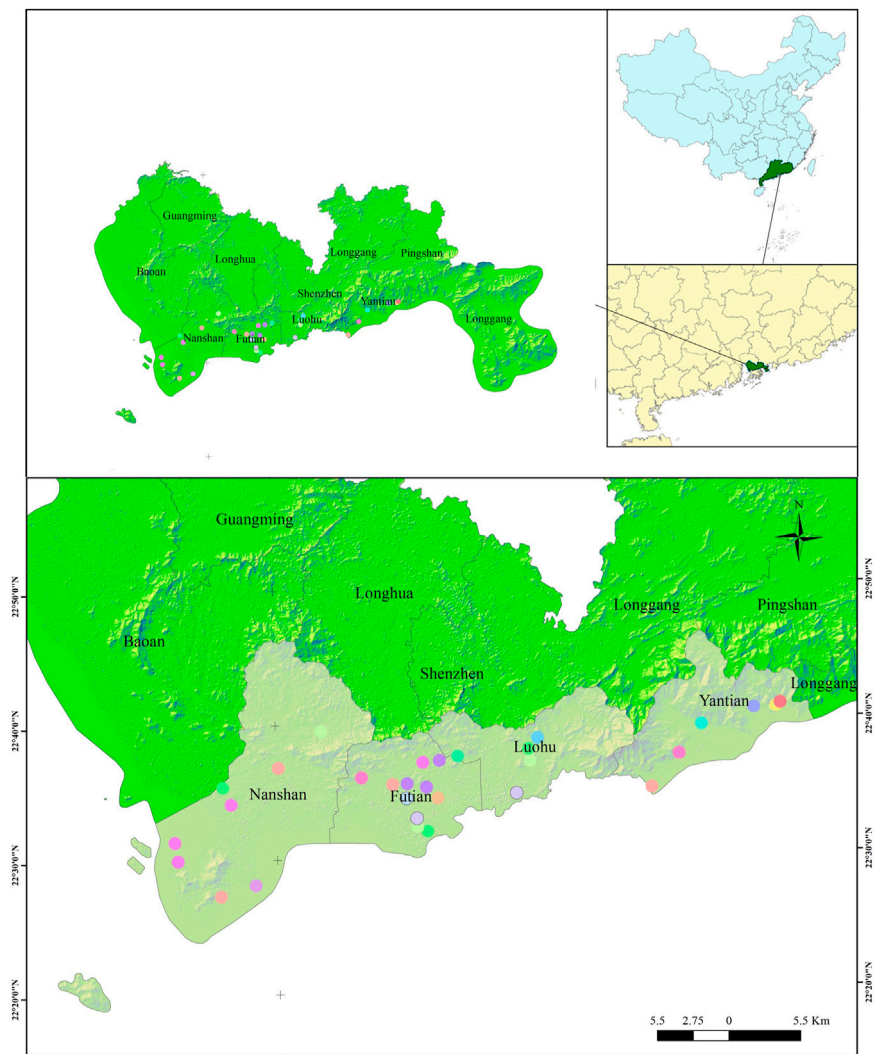 Guangming
Longhua
Longgang
Pingshan
Baoan
Shenzhen
Yantian
Luohu
Longgang
Nanshan
Futian
N
Guangming
Longhua
Longgang
Pingshan
Baoan
Shenzhen
Yantian
Longgang
Luohu
Nanshan
Futian
22°50'0"N
22°40'0"N
22°30'0"N
22°20'0"N
22°50'0"N
22°40'0"N
22°30'0"N
22°20'0"N
5.5 2.75 0 5.5 Km